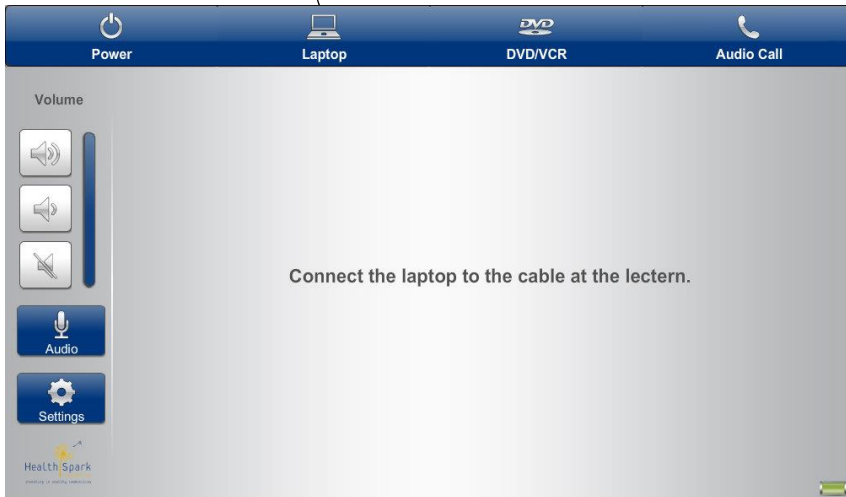 Power
Laptop
DVD
DVD/VCR
Audio Call
Volume
Connect the laptop to the cable at the lectern.
Audio
Settings
Health Spark